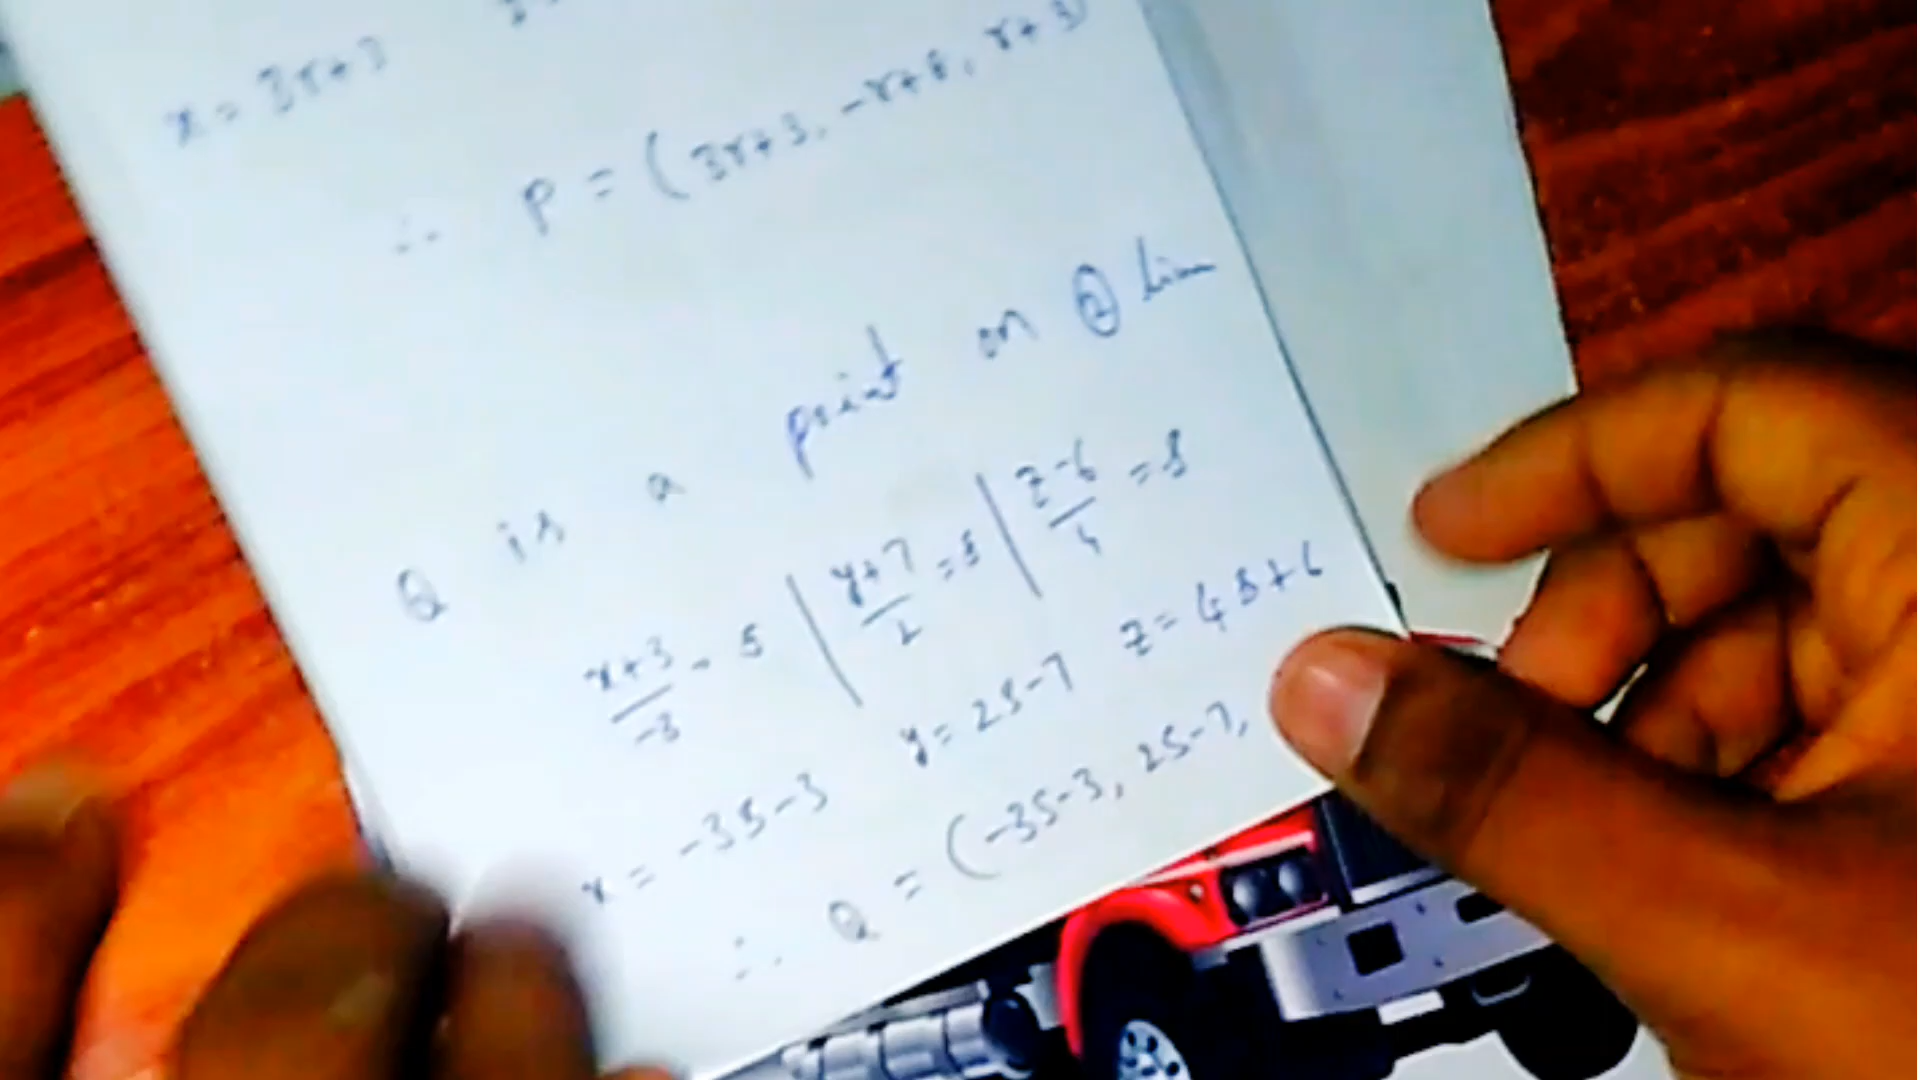 x = 3r+3
∴ P = (3r+3, -r+8, r+3)
Q is a point on ② line
x+3/-3 = s | y+7/2 = s | z-6/4 = s
x = -3s-3 y = 2s-7 z = 4s+6
∴ Q = (-3s-3, 2s-7,